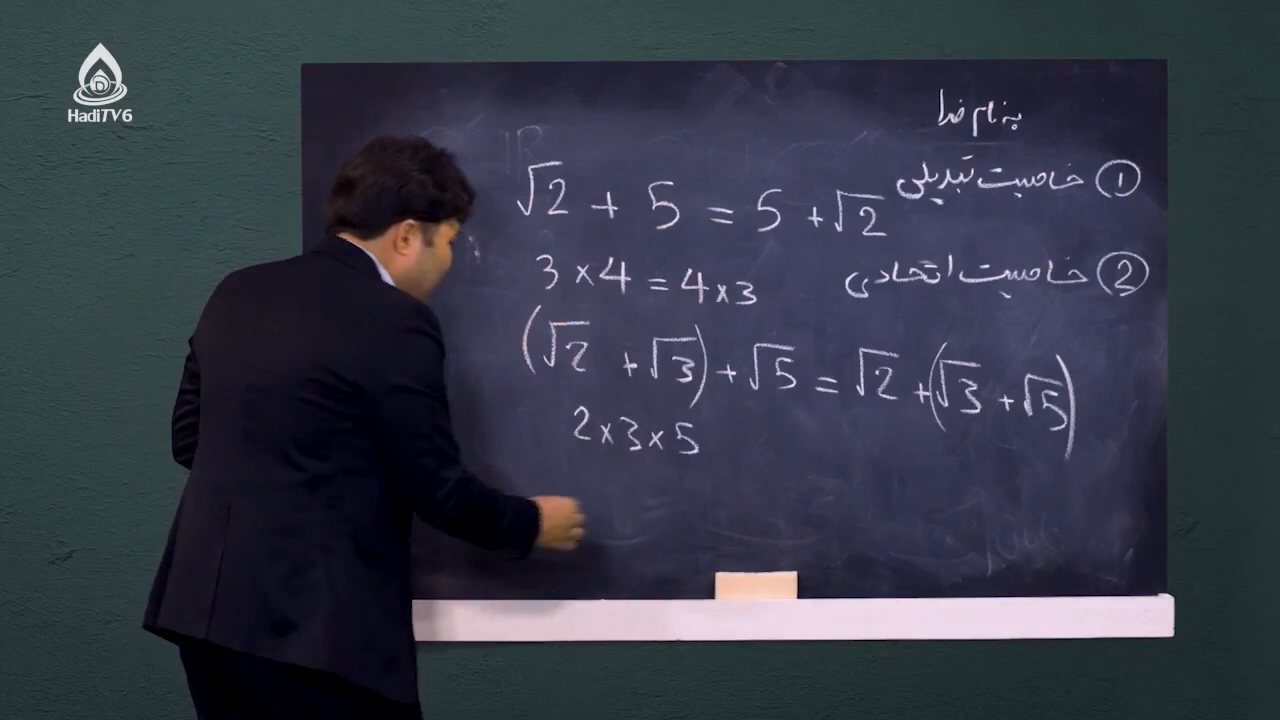 HadiTV6
به نام خدا
① خاصیت تبدیلی
√2 + 5 = 5 + √2
② خاصیت اتحادی
3 × 4 = 4 × 3
(√2 + √3) + √5 = √2 + (√3 + √5)
2 × 3 × 5